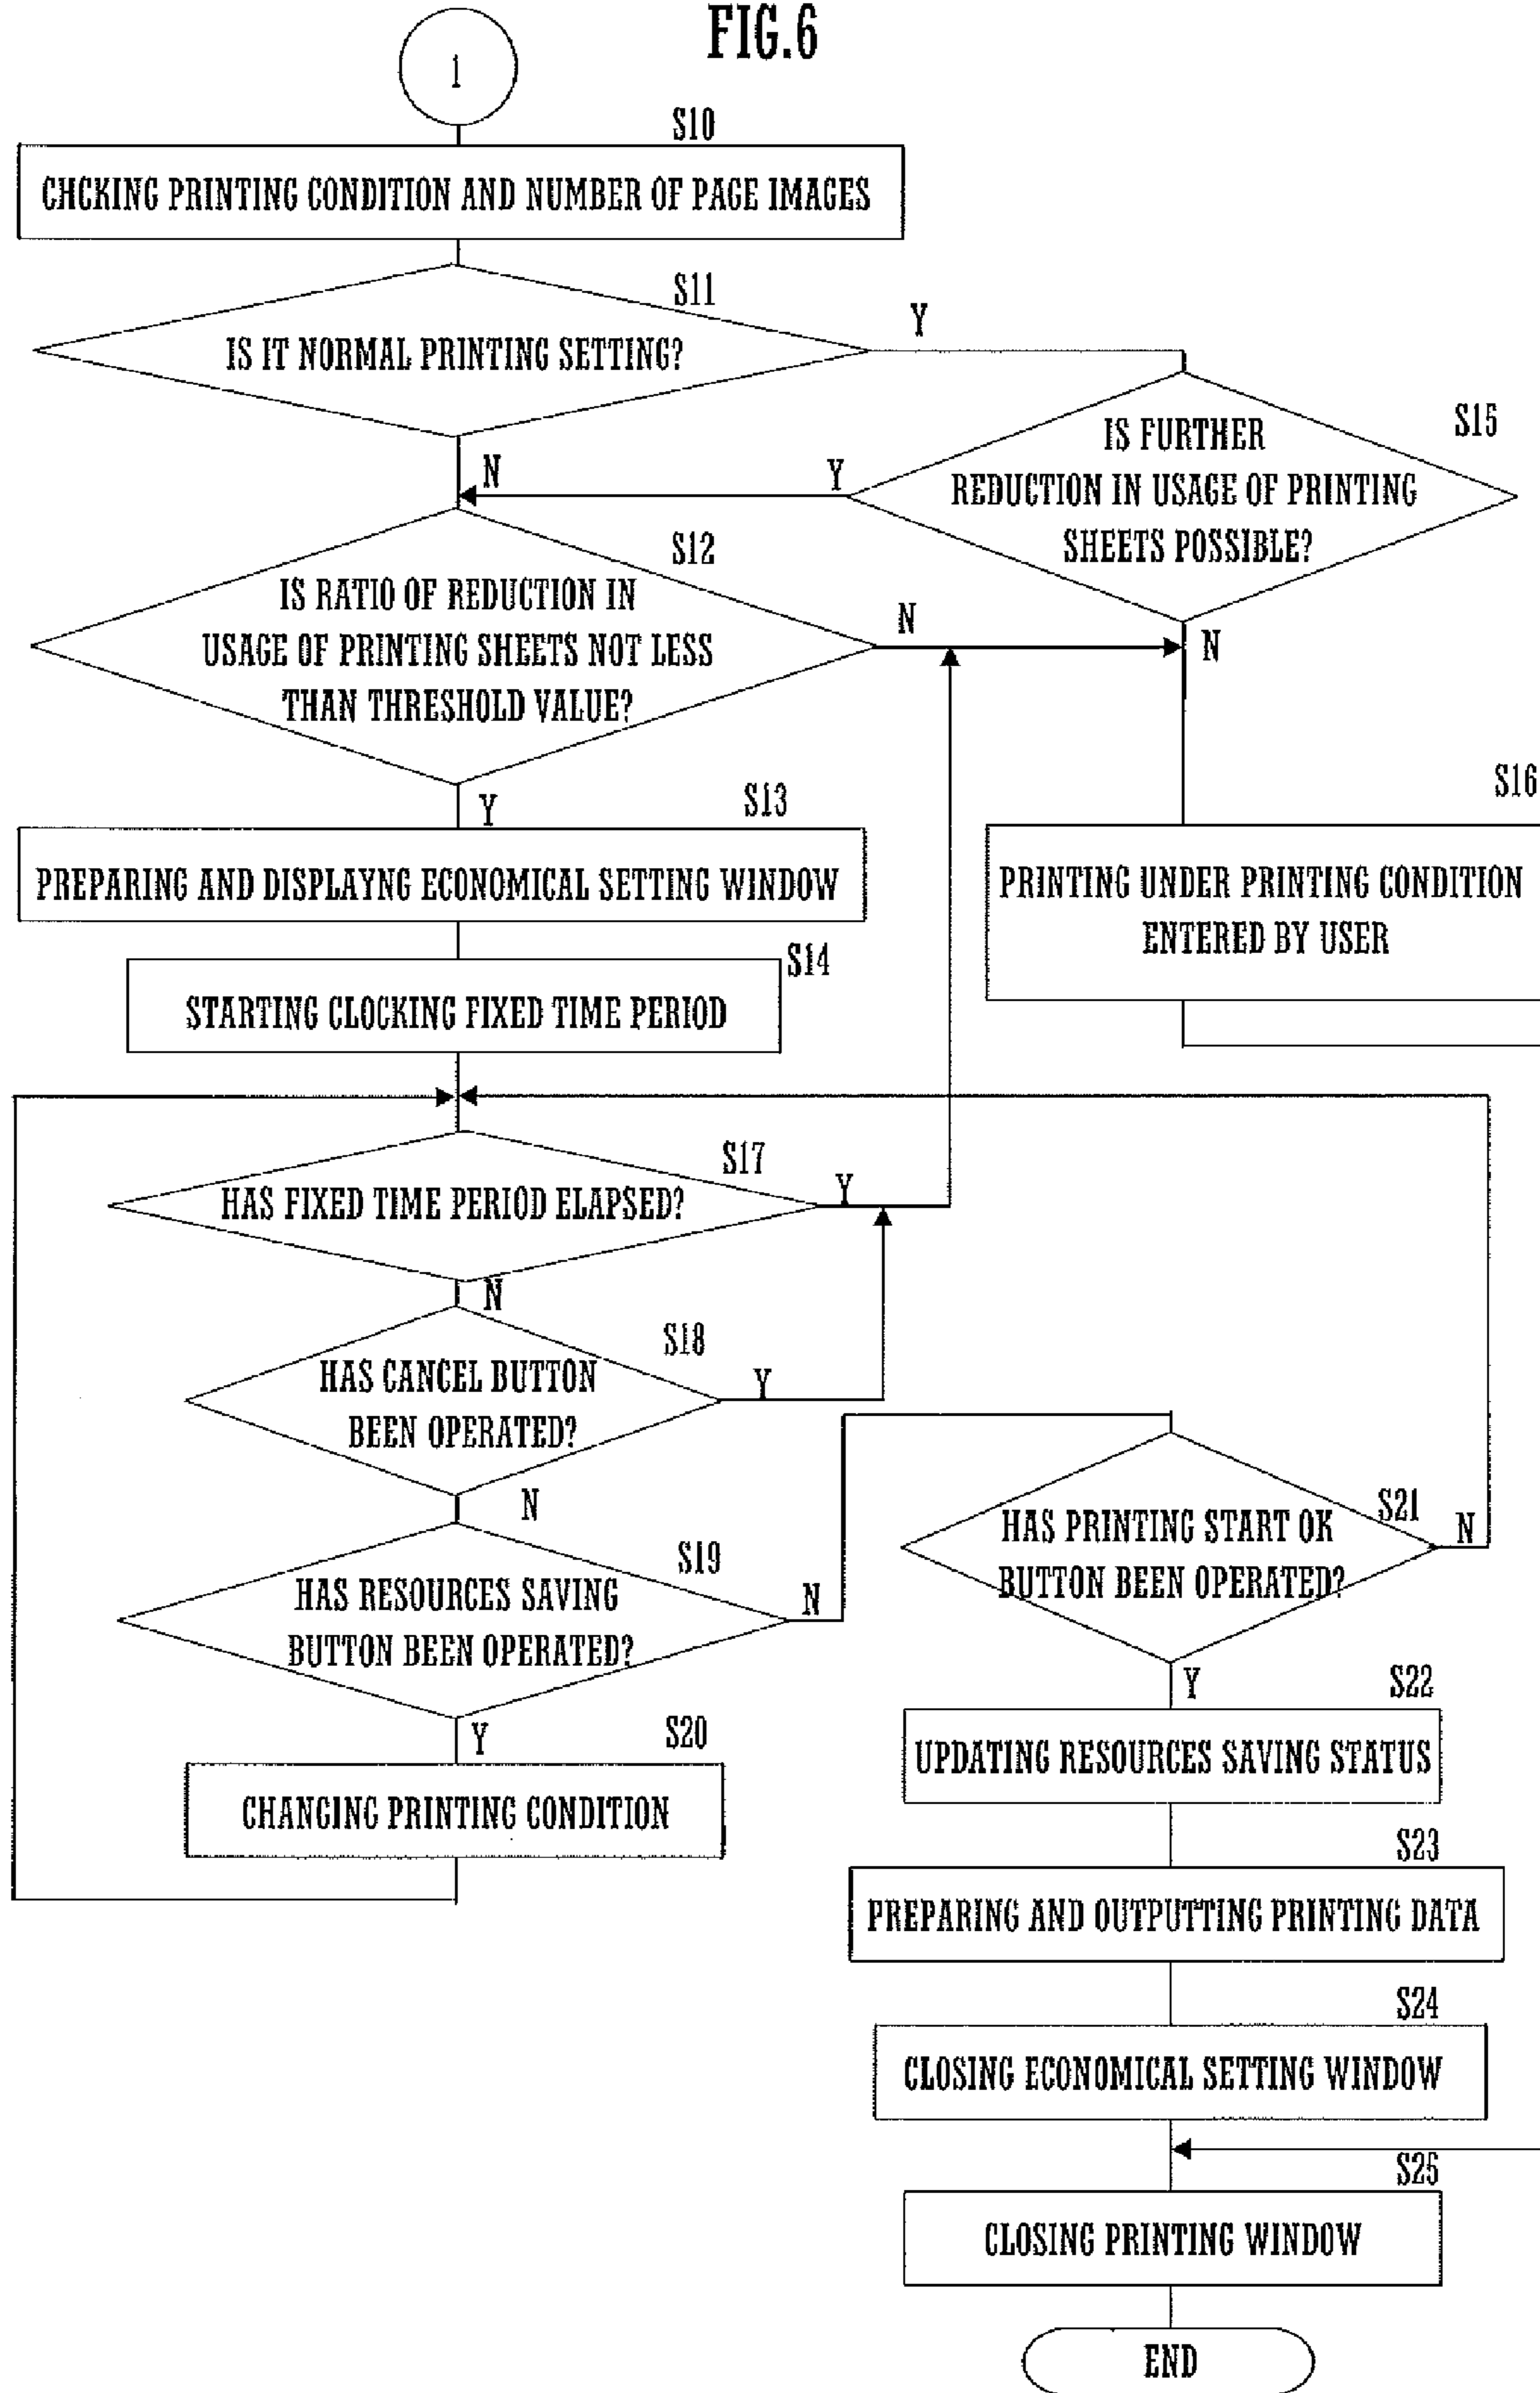 FIG.6
1
S10
CHCKING PRINTING CONDITION AND NUMBER OF PAGE IMAGES
S11
IS IT NORMAL PRINTING SETTING?
Y
N
S15
IS FURTHER
REDUCTION IN USAGE OF PRINTING
SHEETS POSSIBLE?
Y
N
S12
IS RATIO OF REDUCTION IN
USAGE OF PRINTING SHEETS NOT LESS
THAN THRESHOLD VALUE?
N
Y
S13
PREPARING AND DISPLAYNG ECONOMICAL SETTING WINDOW
S14
STARTING CLOCKING FIXED TIME PERIOD
S16
PRINTING UNDER PRINTING CONDITION
ENTERED BY USER
S17
HAS FIXED TIME PERIOD ELAPSED?
Y
N
S18
HAS CANCEL BUTTON
BEEN OPERATED?
Y
N
S19
HAS RESOURCES SAVING
BUTTON BEEN OPERATED?
N
Y
S20
CHANGING PRINTING CONDITION
S21
HAS PRINTING START OK
BUTTON BEEN OPERATED?
N
Y
S22
UPDATING RESOURCES SAVING STATUS
S23
PREPARING AND OUTPUTTING PRINTING DATA
S24
CLOSING ECONOMICAL SETTING WINDOW
S25
CLOSING PRINTING WINDOW
END